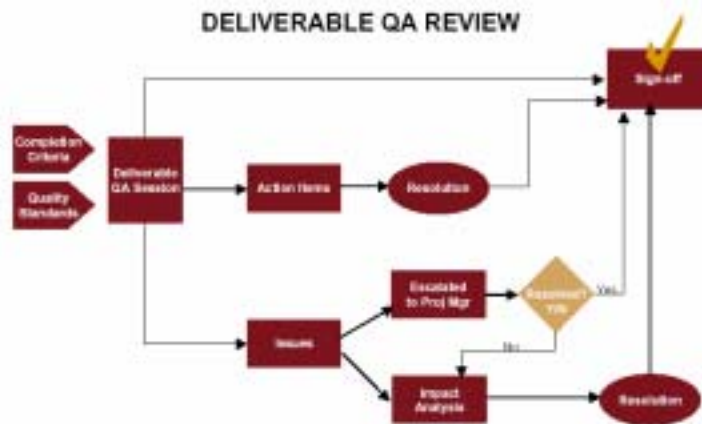 DELIVERABLE QA REVIEW
Sign-off
Completion
Criteria
Deliverable
QA Session
Quality
Standards
Action Items
Resolution
Escalated
to Proj Mgr
Resolved?
Y/N
Yes
Issues
No
Impact
Analysis
Resolution